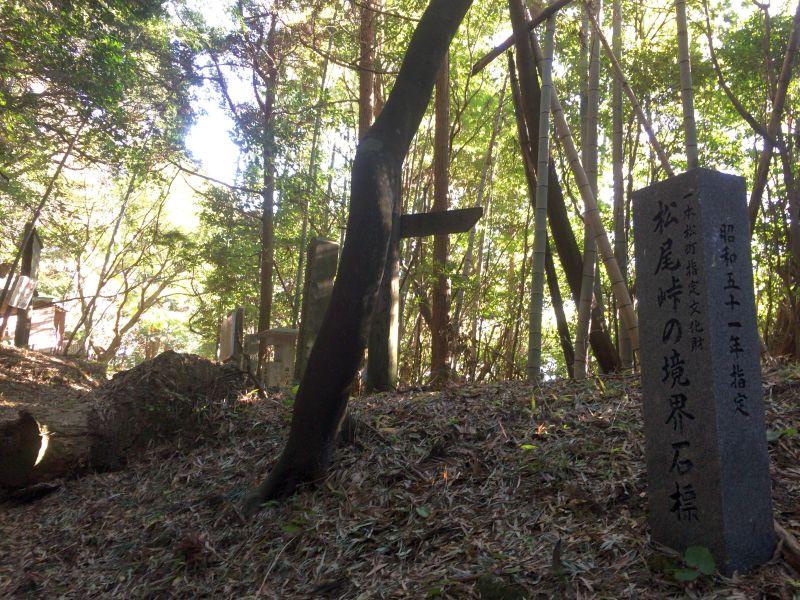 一本松町指定文化財
松尾峠の境界石標
昭和五十一年指定